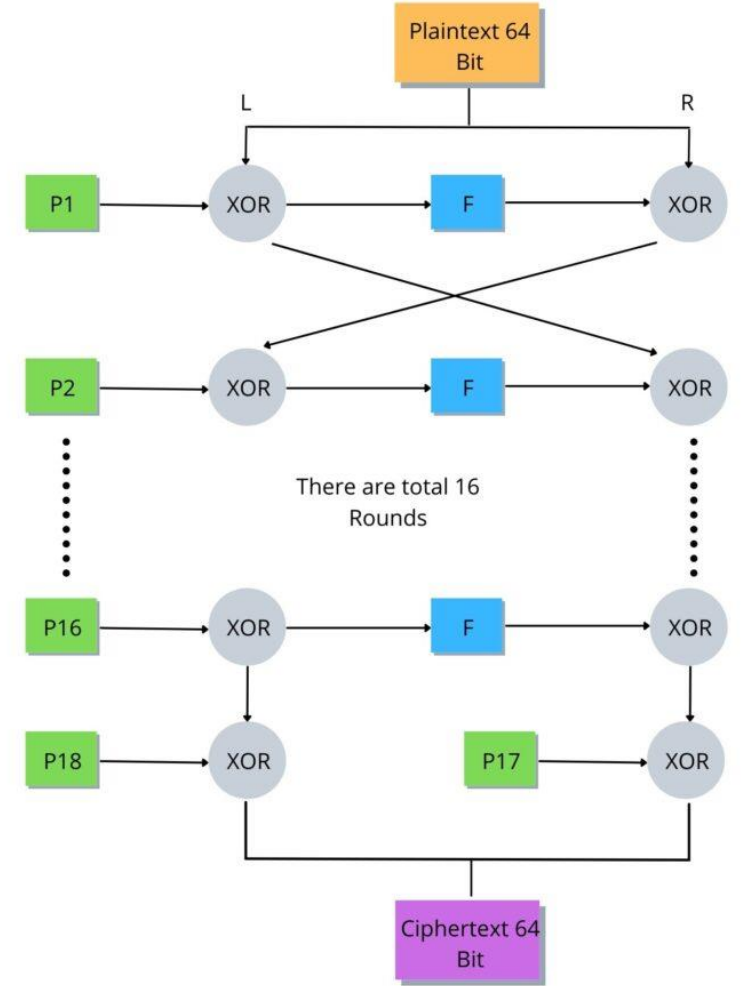 Plaintext 64
Bit
L
R
P1
XOR
F
XOR
P2
XOR
F
XOR
There are total 16
Rounds
P16
XOR
F
XOR
P18
XOR
P17
XOR
Ciphertext 64
Bit